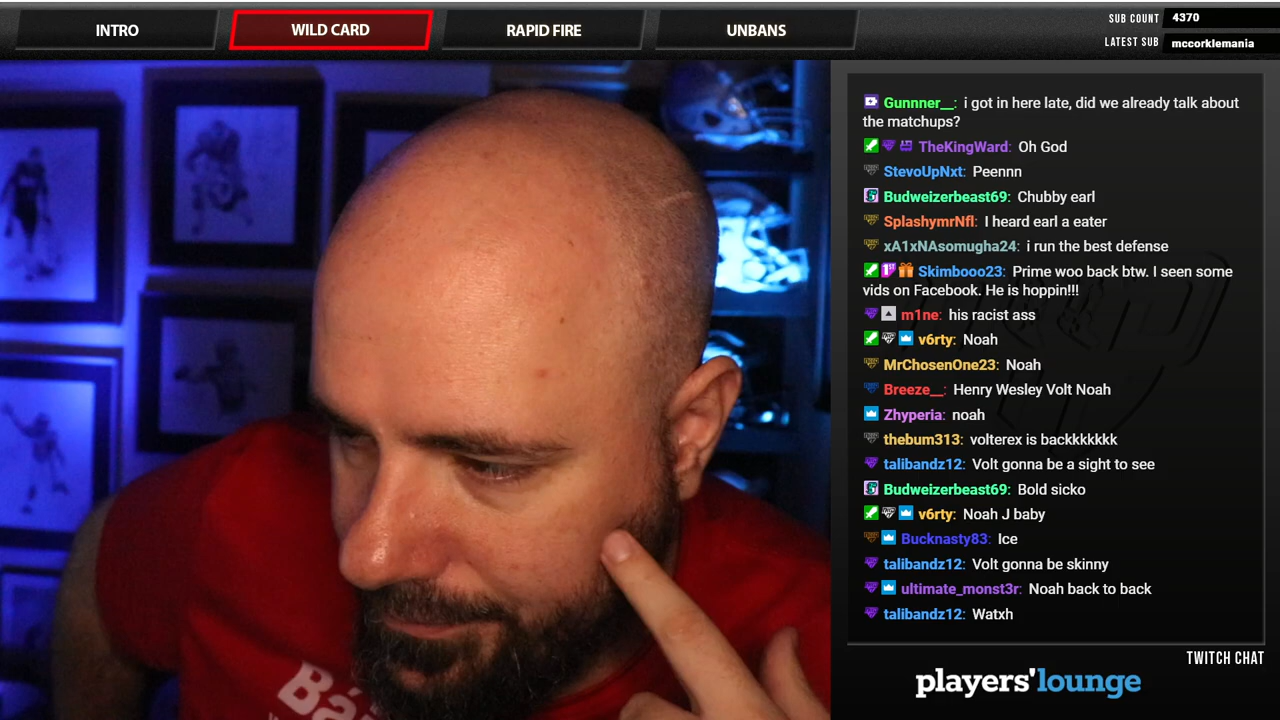 INTRO
WILD CARD
RAPID FIRE
UNBANS
SUB COUNT 4370
LATEST SUB mccorklemania
Gunnner__: i got in here late, did we already talk about
the matchups?
TheKingWard: Oh God
StevoUpNxt: Peennn
Budweizerbeast69: Chubby earl
SplashymrNfl: I heard earl a eater
xA1xNAsomugha24: i run the best defense
Skimbooo23: Prime woo back btw. I seen some
vids on Facebook. He is hoppin!!!
m1ne: his racist ass
v6rty: Noah
MrChosenOne23: Noah
Breeze__: Henry Wesley Volt Noah
Zhyperia: noah
thebum313: volterex is backkkkkkk
talibandz12: Volt gonna be a sight to see
Budweizerbeast69: Bold sicko
v6rty: Noah J baby
Bucknasty83: Ice
talibandz12: Volt gonna be skinny
ultimate_monst3r: Noah back to back
talibandz12: Watxh
TWITCH CHAT
players'lounge
Bá